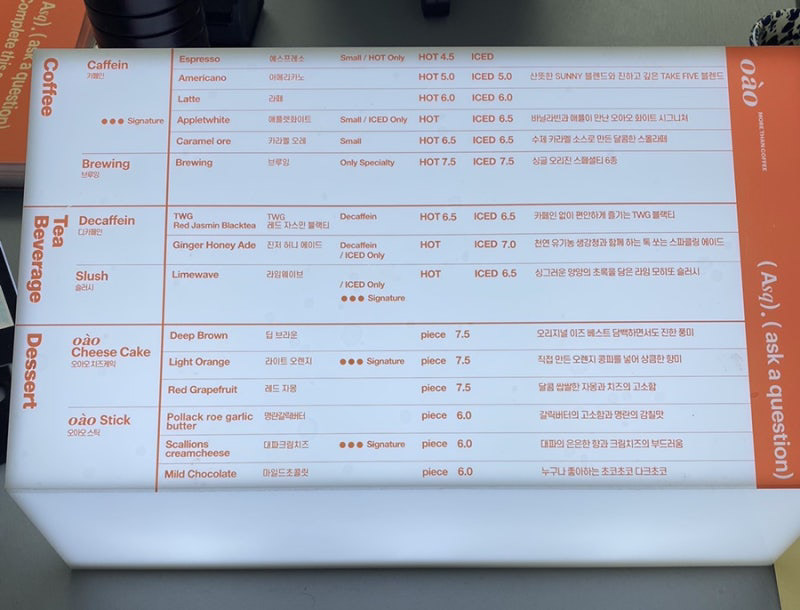 Asq). ( ask a question)
Complete this
Coffee
Caffein
카페인
Espresso 에스프레소 Small / HOT Only HOT 4.5 ICED
Americano 아메리카노 HOT 5.0 ICED 5.0 산뜻한 SUNNY 블렌드와 진하고 깊은 TAKE FIVE 블렌드
Latte 라떼 HOT 6.0 ICED 6.0
●●● Signature Appletwhite 애플랫화이트 Small / ICED Only HOT ICED 6.5 바닐라빈과 애플이 만난 오아오 화이트 시그니처
Caramel ore 카라멜 오레 Small HOT 6.5 ICED 6.5 수제 카라멜 소스로 만든 달콤한 스몰라떼
Brewing
브루잉
Brewing 브루잉 Only Specialty HOT 7.5 ICED 7.5 싱글 오리진 스페셜티 6종
Tea
Beverage
Decaffein
디카페인
TWG
Red Jasmin Blacktea TWG
레드 자스민 블랙티 Decaffein HOT 6.5 ICED 6.5 카페인 없이 편안하게 즐기는 TWG 블랙티
Ginger Honey Ade 진저 허니 에이드 Decaffein
/ ICED Only HOT ICED 7.0 천연 유기농 생강청과 함께 하는 톡 쏘는 스파클링 에이드
Slush
슬러시
Limewave 라임웨이브 / ICED Only HOT ICED 6.5 싱그러운 양양의 초록을 담은 라임 모히또 슬러시
●●● Signature
Dessert
oào
Cheese Cake
오아오 치즈케익
Deep Brown 딥 브라운 piece 7.5 오리지널 이즈 베스트 담백하면서도 진한 풍미
Light Orange 라이트 오렌지 ●●● Signature piece 7.5 직접 만든 오렌지 콩피를 넣어 상큼한 향미
Red Grapefruit 레드 자몽 piece 7.5 달콤 쌉쌀한 자몽과 치즈의 고소함
oào Stick
오아오 스틱
Pollack roe garlic
butter 명란갈릭버터 piece 6.0 갈릭버터의 고소함과 명란의 감칠맛
Scallions
creamcheese 대파크림치즈 ●●● Signature piece 6.0 대파의 은은한 향과 크림치즈의 부드러움
Mild Chocolate 마일드초콜릿 piece 6.0 누구나 좋아하는 초코초코 다크초코
oào
MORE THAN COFFEE
( Asq). ( ask a question)